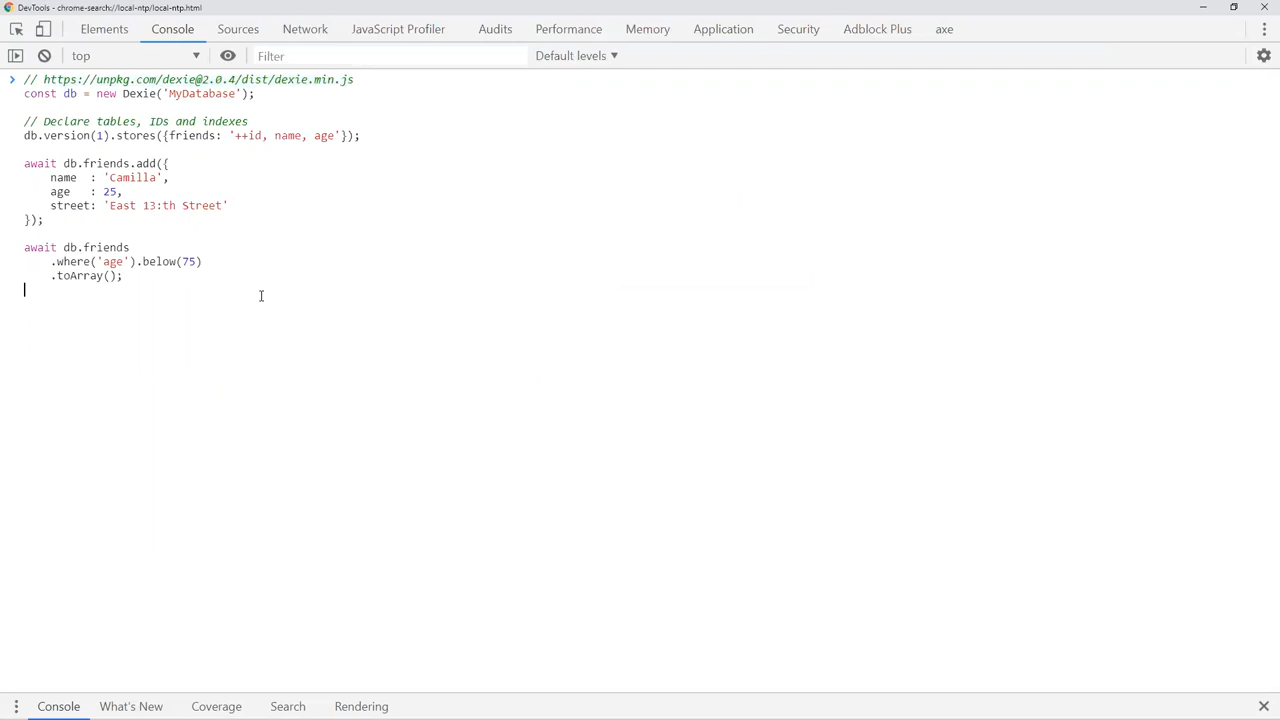 DevTools - chrome-search://local-ntp/local-ntp.html
Elements Console Sources Network JavaScript Profiler Audits Performance Memory Application Security Adblock Plus axe
top Filter Default levels
// https://unpkg.com/dexie@2.0.4/dist/dexie.min.js
const db = new Dexie('MyDatabase');
// Declare tables, IDs and indexes
db.version(1).stores({friends: '++id, name, age'});
await db.friends.add({
    name  : 'Camilla',
    age   : 25,
    street: 'East 13:th Street'
});
await db.friends
    .where('age').below(75)
    .toArray();
Console What's New Coverage Search Rendering